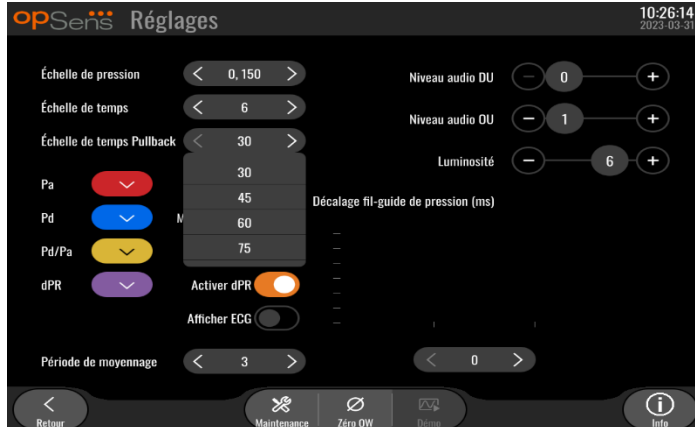 opSens Réglages
10:26:14
2023-03-31
Échelle de pression < 0, 150 >
Niveau audio DU − 0 +
Échelle de temps < 6 >
Niveau audio OU − 1 +
Échelle de temps Pullback < 30 >
Luminosité − 6 +
30
Pa
45
Décalage fil-guide de pression (ms)
Pd
M
60
Pd/Pa
75
dPR
Activer dPR
Afficher ECG
Période de moyennage < 3 >
< 0 >
Retour
Maintenance
Zéro OW
Démo
Info